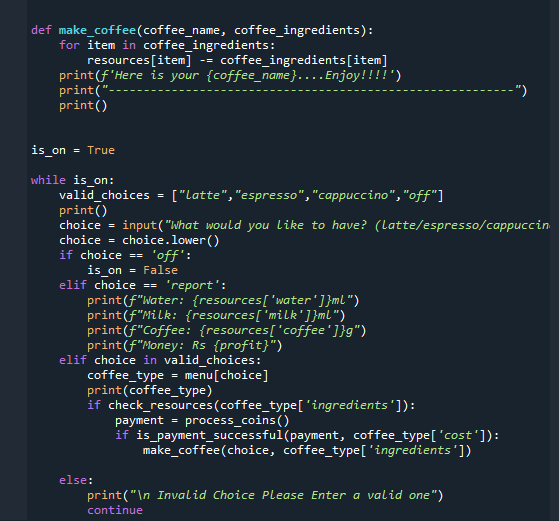 def make_coffee(coffee_name, coffee_ingredients):
    for item in coffee_ingredients:
        resources[item] -= coffee_ingredients[item]
    print(f'Here is your {coffee_name}....Enjoy!!!!')
    print("----------------------------------------------------------")
    print()
is_on = True
while is_on:
    valid_choices = ["latte","espresso","cappuccino","off"]
    print()
    choice = input("What would you like to have? (latte/espresso/cappuccin
    choice = choice.lower()
    if choice == 'off':
        is_on = False
    elif choice == 'report':
        print(f"Water: {resources['water']}ml")
        print(f"Milk: {resources['milk']}ml")
        print(f"Coffee: {resources['coffee']}g")
        print(f"Money: Rs {profit}")
    elif choice in valid_choices:
        coffee_type = menu[choice]
        print(coffee_type)
        if check_resources(coffee_type['ingredients']):
            payment = process_coins()
            if is_payment_successful(payment, coffee_type['cost']):
                make_coffee(choice, coffee_type['ingredients'])
    else:
        print("\n Invalid Choice Please Enter a valid one")
        continue